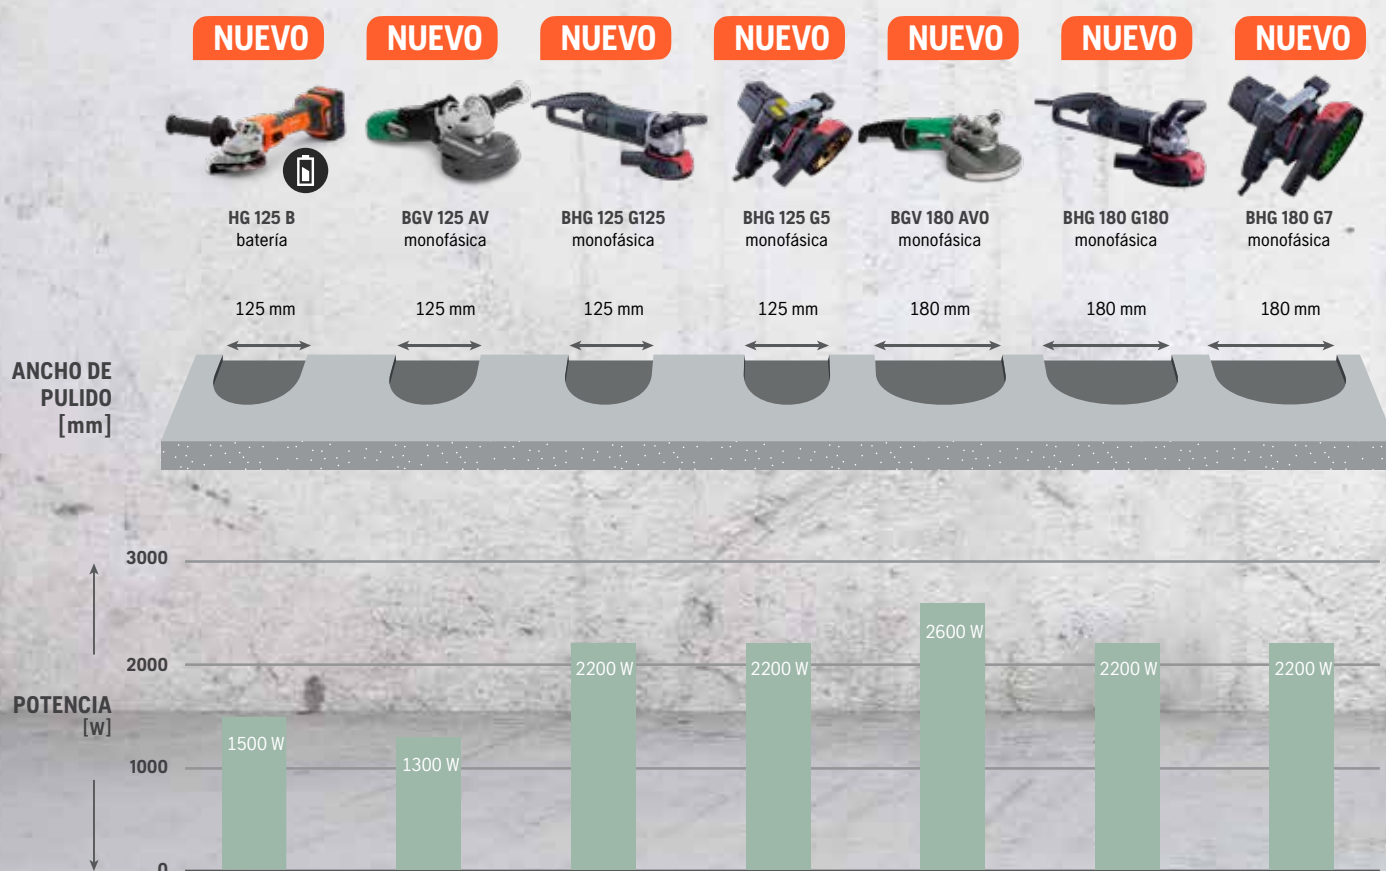 NUEVO NUEVO NUEVO NUEVO NUEVO NUEVO NUEVO
HG 125 B
batería
BGV 125 AV
monofásica
BHG 125 G125
monofásica
BHG 125 G5
monofásica
BGV 180 AVO
monofásica
BHG 180 G180
monofásica
BHG 180 G7
monofásica
125 mm 125 mm 125 mm 125 mm 180 mm 180 mm 180 mm
ANCHO DE
PULIDO
[mm]
3000
2000
1000
0
POTENCIA
[W]
1500 W
1300 W
2200 W
2200 W
2600 W
2200 W
2200 W